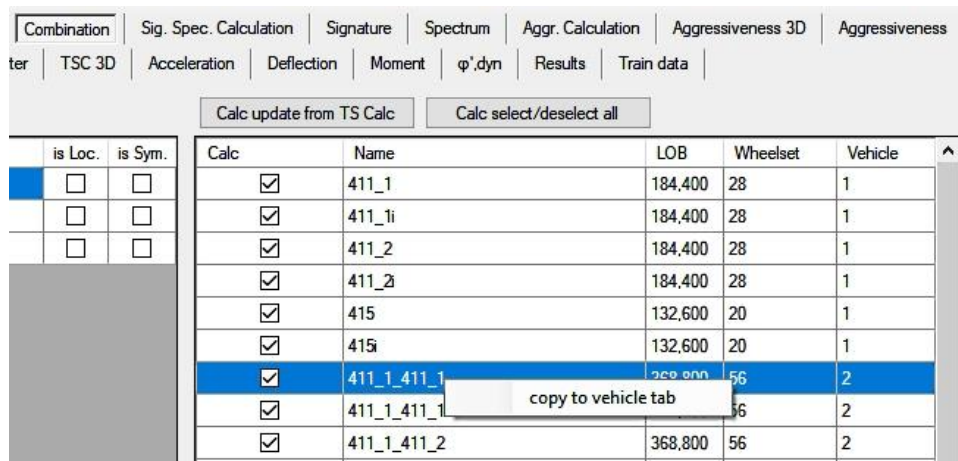 Combination Sig. Spec. Calculation Signature Spectrum Aggr. Calculation Aggressiveness 3D Aggressiveness
ter TSC 3D Acceleration Deflection Moment φ',dyn Results Train data
Calc update from TS Calc Calc select/deselect all
is Loc. is Sym. Calc Name LOB Wheelset Vehicle
411_1 184,400 28 1
411_1i 184,400 28 1
411_2 184,400 28 1
411_2i 184,400 28 1
415 132,600 20 1
415i 132,600 20 1
411_1_411_1 368,800 56 2
copy to vehicle tab
411_1_411_1 56 2
411_1_411_2 368,800 56 2